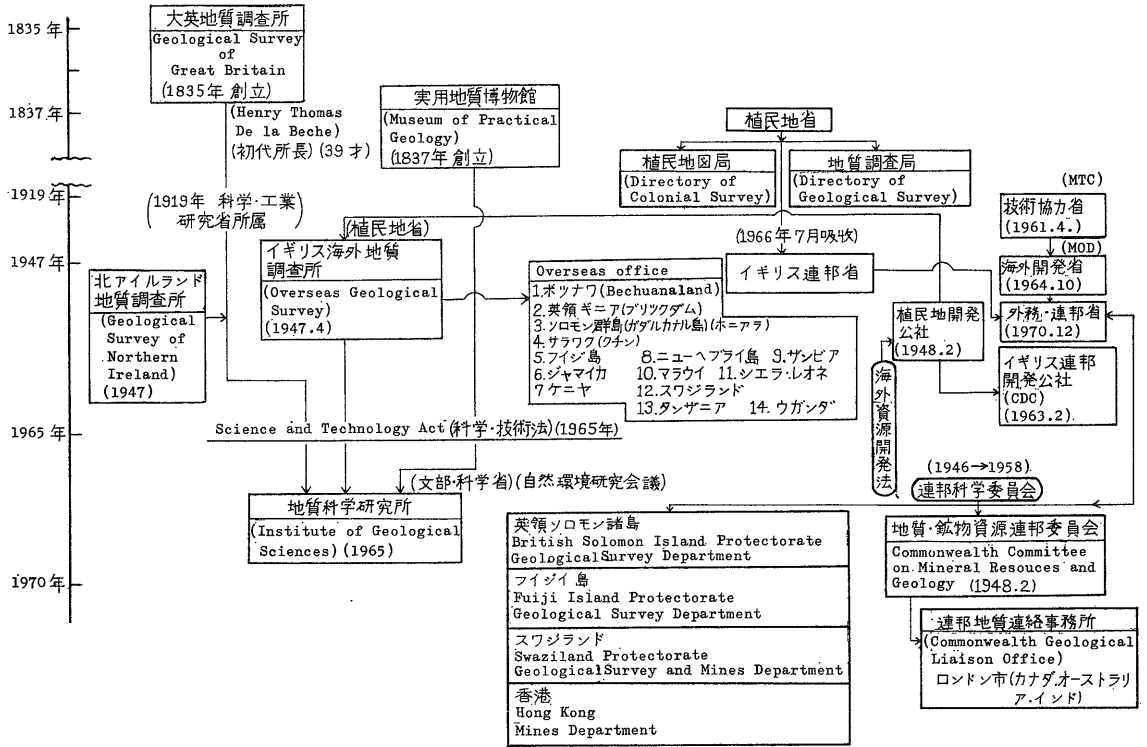 1835年
1837年
1919年
1947年
1965年
1970年
大英地質調査所
Geological Survey
of
Great Britain
(1835年 創立)
(Henry Thomas
De la Beche)
(初代所長)(39才)
実用地質博物館
(Museum of Practical
Geology)
(1837年 創立)
植民地省
植民地図局
(Directory of
Colonial Survey)
地質調査局
(Directory of
Geological Survey)
(1919年 科学・工業
研究省所属)
(植民地省)
イギリス海外地質
調査所
(Overseas Geological
Survey)
(1947.4)
北アイルランド
地質調査所
(Geological
Survey of
Northern
Ireland)
(1947)
Overseas office
1.ボツナワ(Bechuanaland)
2.英領ギニア(ブリックダム)
3.ソロモン群島(ガダルカナル島)(ホニアラ)
4.サラワク(クチン)
5.フイジ島 8.ニューヘブライ島 9.ザンビア
6.ジャマイカ 10.マラウイ 11.シエラ・レオネ
7ケニヤ 12.スワジランド
13.タンザニア 14.ウガンダ
(1966年7月吸収)
イギリス連邦省
(MTC)
技術協力省
(1961.4.)
(MOD)
海外開発省
(1964.10)
外務・連邦省
(1970.12)
植民地開発
公社
(1948.2)
イギリス連邦
開発公社
(CDC)
(1963.2).
海外資源開発法
Science and Technology Act(科学・技術法)(1965年)
(文部・科学省)(自然環境研究会議)
地質科学研究所
(Institute of Geological
Sciences)(1965)
(1946→1958).
連邦科学委員会
地質・鉱物資源連邦委員会
Commonwealth Committee
on Mineral Resouces and
Geology (1948.2)
連邦地質連絡事務所
(Commonwealth Geological
Liaison Office)
ロンドン市(カナダ.オーストラリ
ア.インド)
英領ソロモン諸島
British Solomon Island Protectorate
Geological Survey Department
フイジイ島
Fuiji Island Protectorate
Geological Survey Department
スワジランド
Swaziland Protectorate
Geological Survey and Mines Department
香港
Hong Kong
Mines Department